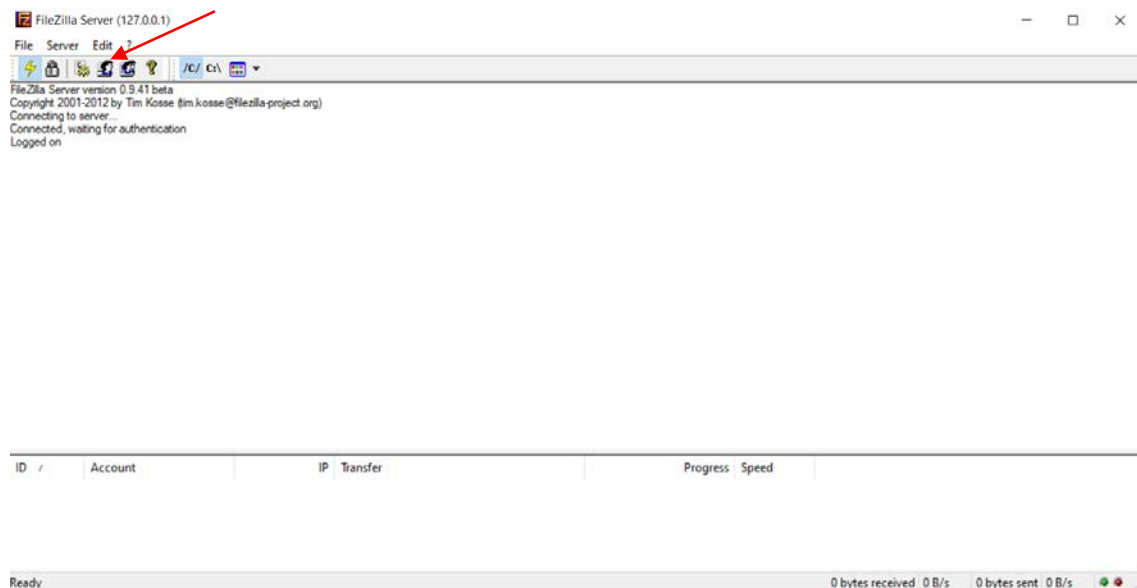 FileZilla Server (127.0.0.1)
File Server Edit ?
/C/ C:\
FileZilla Server version 0.9.41 beta
Copyright 2001-2012 by Tim Kosse (tim.kosse@filezilla-project.org)
Connecting to server...
Connected, waiting for authentication
Logged on
ID / Account IP Transfer Progress Speed
Ready 0 bytes received 0 B/s 0 bytes sent 0 B/s